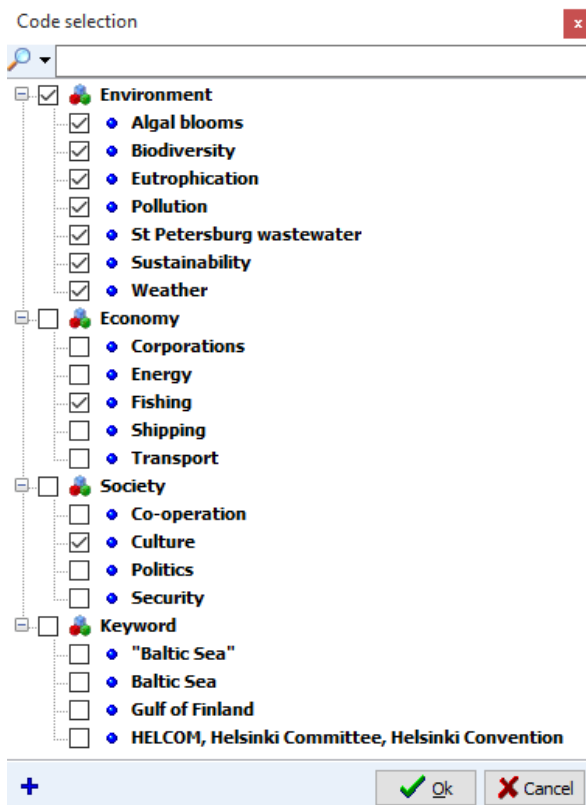 Code selection
x
Environment
Algal blooms
Biodiversity
Eutrophication
Pollution
St Petersburg wastewater
Sustainability
Weather
Economy
Corporations
Energy
Fishing
Shipping
Transport
Society
Co-operation
Culture
Politics
Security
Keyword
"Baltic Sea"
Baltic Sea
Gulf of Finland
HELCOM, Helsinki Committee, Helsinki Convention
Ok Cancel